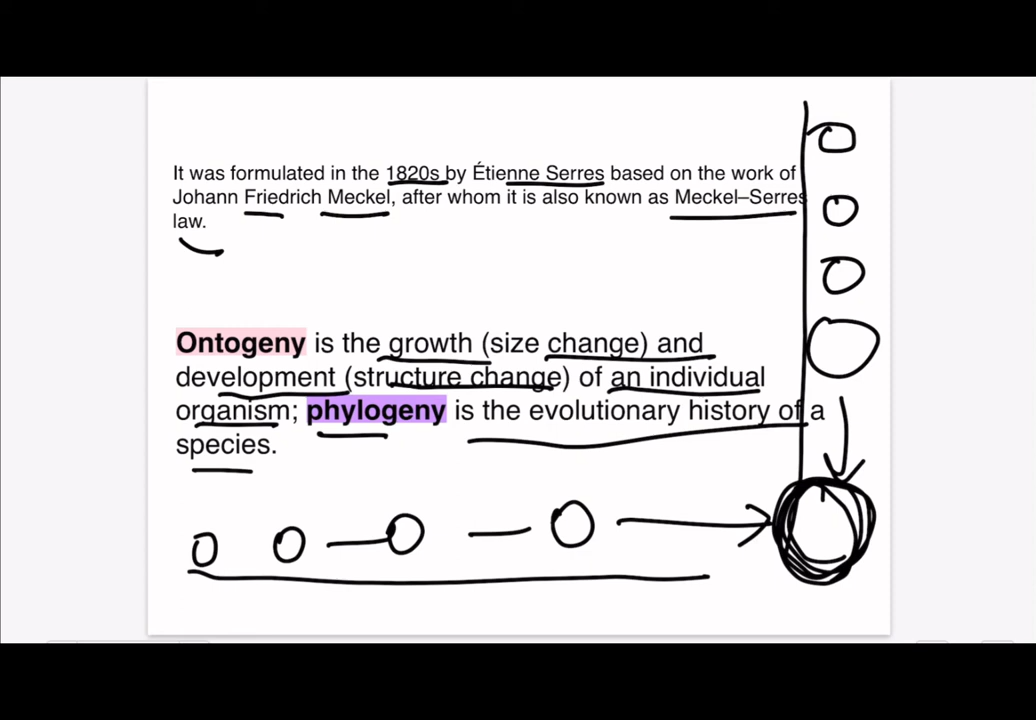 It was formulated in the 1820s by Étienne Serres based on the work of
Johann Friedrich Meckel, after whom it is also known as Meckel–Serres
law.
Ontogeny is the growth (size change) and
development (structure change) of an individual
organism; phylogeny is the evolutionary history of a
species.